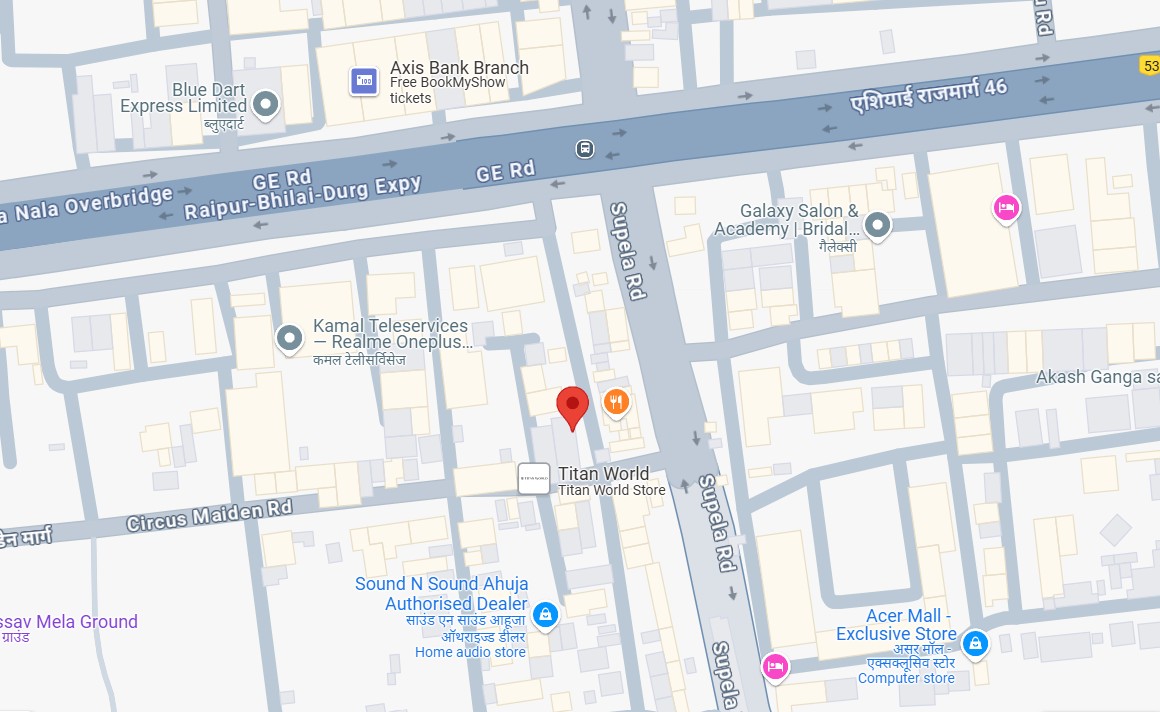 u Rd
Axis Bank Branch
Free BookMyShow
tickets
53
Blue Dart
Express Limited
ब्लुएदार्ट
एशियाई राजमार्ग 46
GE Rd
GE Rd
a Nala Overbridge
Raipur-Bhilai-Durg Expy
Supela Rd
Galaxy Salon &
Academy | Bridal...
गैलेक्सी
Kamal Teleservices
— Realme Oneplus...
कमल टेलीसर्विसेज
Akash Ganga sa
Titan World
Titan World Store
TITAN WORLD
Circus Maiden Rd
डेन मार्ग
Supela Rd
Sound N Sound Ahuja
Authorised Dealer
साउंड एन साउंड आहूजा
ऑथराइज्ड डीलर
Home audio store
ssav Mela Ground
ग्राउंड
Acer Mall -
Exclusive Store
असर मॉल -
एक्सक्लूसिव स्टोर
Computer store
Supela